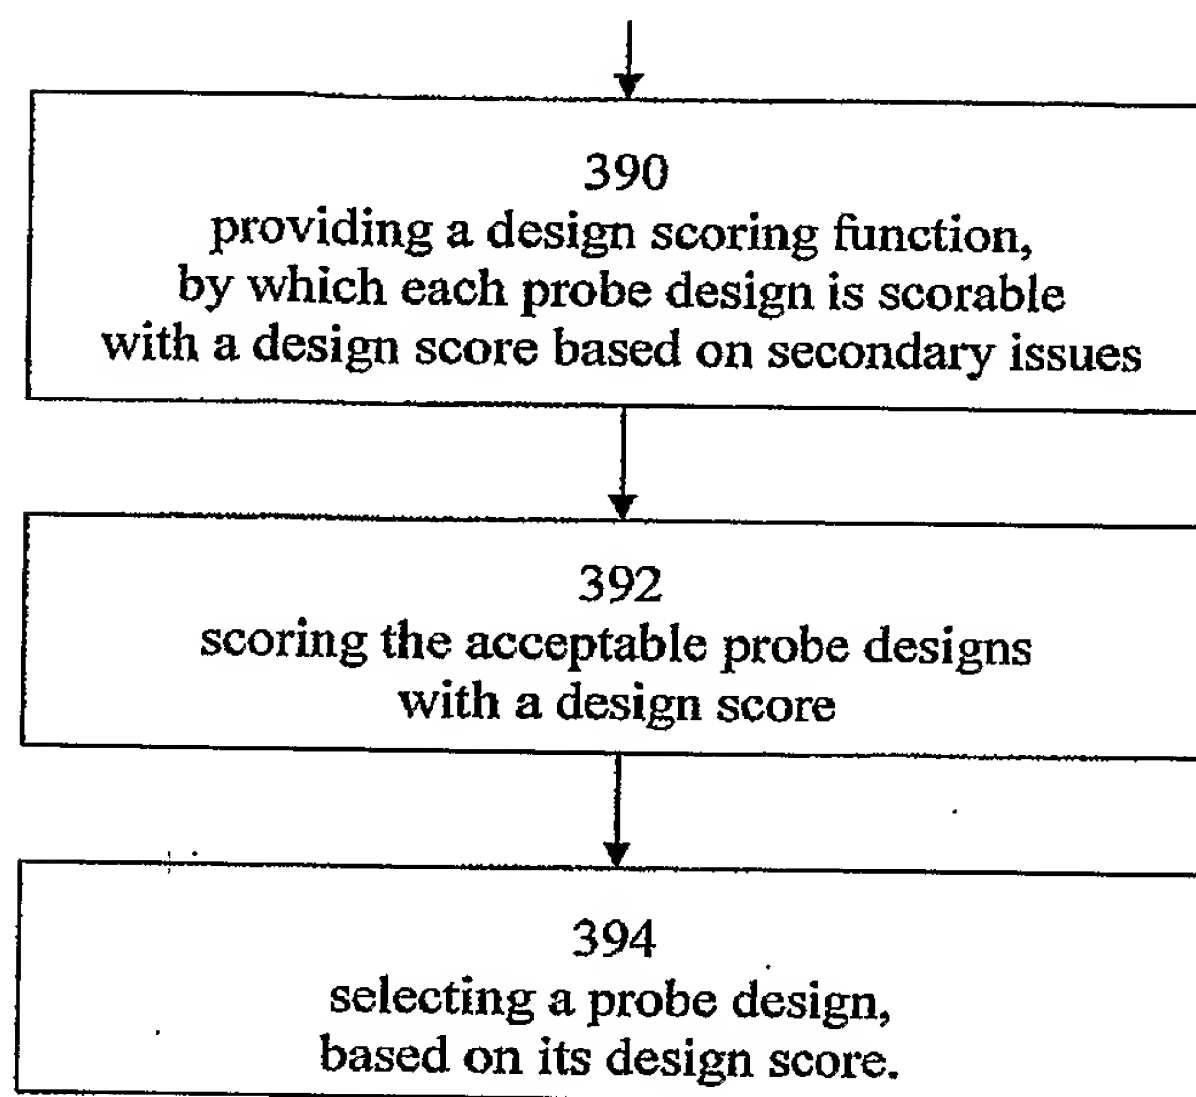 390
providing a design scoring function,
by which each probe design is scorable
with a design score based on secondary issues
392
scoring the acceptable probe designs
with a design score
394
selecting a probe design,
based on its design score.